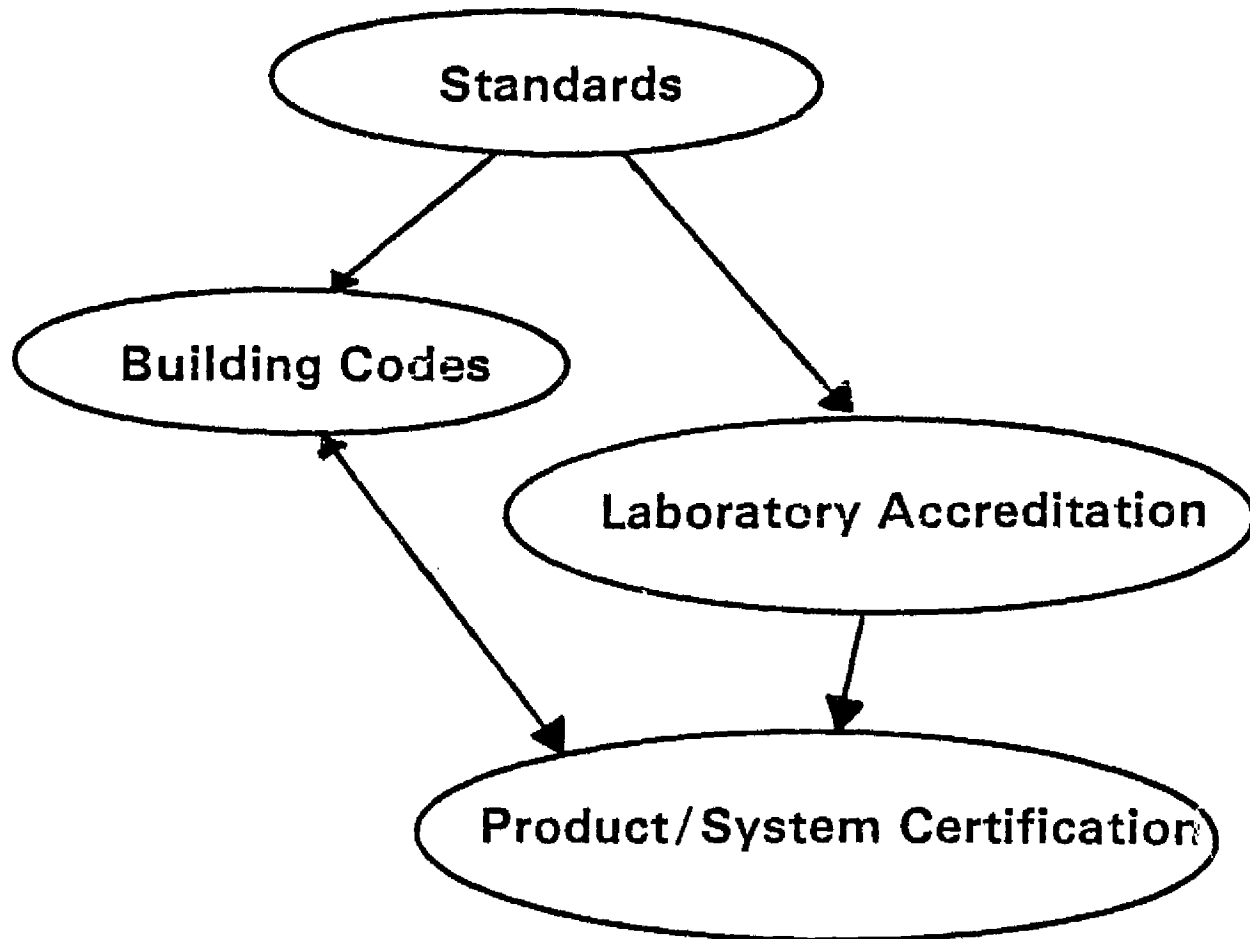 Standards
Building Codes
Laboratory Accreditation
Product/System Certification